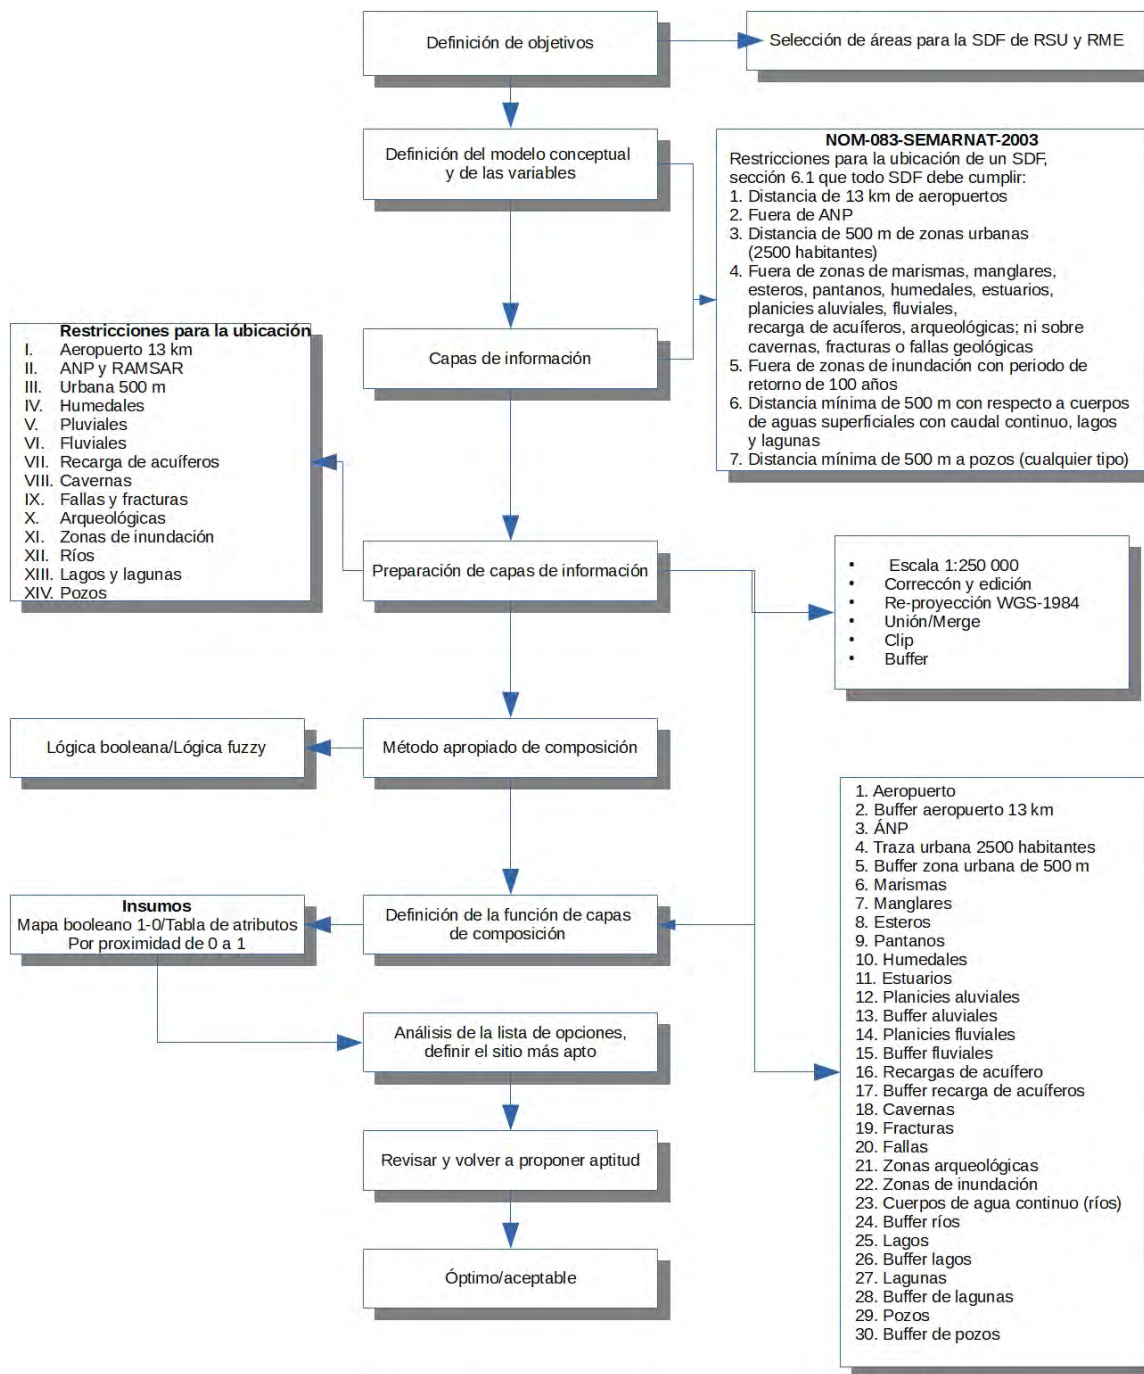 Definición de objetivos
Selección de áreas para la SDF de RSU y RME
Definición del modelo conceptual
y de las variables
NOM-083-SEMARNAT-2003
Restricciones para la ubicación de un SDF,
sección 6.1 que todo SDF debe cumplir:
1. Distancia de 13 km de aeropuertos
2. Fuera de ANP
3. Distancia de 500 m de zonas urbanas
(2500 habitantes)
4. Fuera de zonas de marismas, manglares,
esteros, pantanos, humedales, estuarios,
planicies aluviales, fluviales,
recarga de acuíferos, arqueológicas; ni sobre
cavernas, fracturas o fallas geológicas
5. Fuera de zonas de inundación con periodo de
retorno de 100 años
6. Distancia mínima de 500 m con respecto a cuerpos
de aguas superficiales con caudal continuo, lagos
y lagunas
7. Distancia mínima de 500 m a pozos (cualquier tipo)
Capas de información
Restricciones para la ubicación
I. Aeropuerto 13 km
II. ANP y RAMSAR
III. Urbana 500 m
IV. Humedales
V. Pluviales
VI. Fluviales
VII. Recarga de acuíferos
VIII. Cavernas
IX. Fallas y fracturas
X. Arqueológicas
XI. Zonas de inundación
XII. Ríos
XIII. Lagos y lagunas
XIV. Pozos
Preparación de capas de información
• Escala 1:250 000
• Correccón y edición
• Re-proyección WGS-1984
• Unión/Merge
• Clip
• Buffer
Lógica booleana/Lógica fuzzy
Método apropiado de composición
1. Aeropuerto
2. Buffer aeropuerto 13 km
3. ÁNP
4. Traza urbana 2500 habitantes
5. Buffer zona urbana de 500 m
6. Marismas
7. Manglares
8. Esteros
9. Pantanos
10. Humedales
11. Estuarios
12. Planicies aluviales
13. Buffer aluviales
14. Planicies fluviales
15. Buffer fluviales
16. Recargas de acuífero
17. Buffer recarga de acuíferos
18. Cavernas
19. Fracturas
20. Fallas
21. Zonas arqueológicas
22. Zonas de inundación
23. Cuerpos de agua continuo (ríos)
24. Buffer ríos
25. Lagos
26. Buffer lagos
27. Lagunas
28. Buffer de lagunas
29. Pozos
30. Buffer de pozos
Insumos
Mapa booleano 1-0/Tabla de atributos
Por proximidad de 0 a 1
Definición de la función de capas
de composición
Análisis de la lista de opciones,
definir el sitio más apto
Revisar y volver a proponer aptitud
Óptimo/aceptable